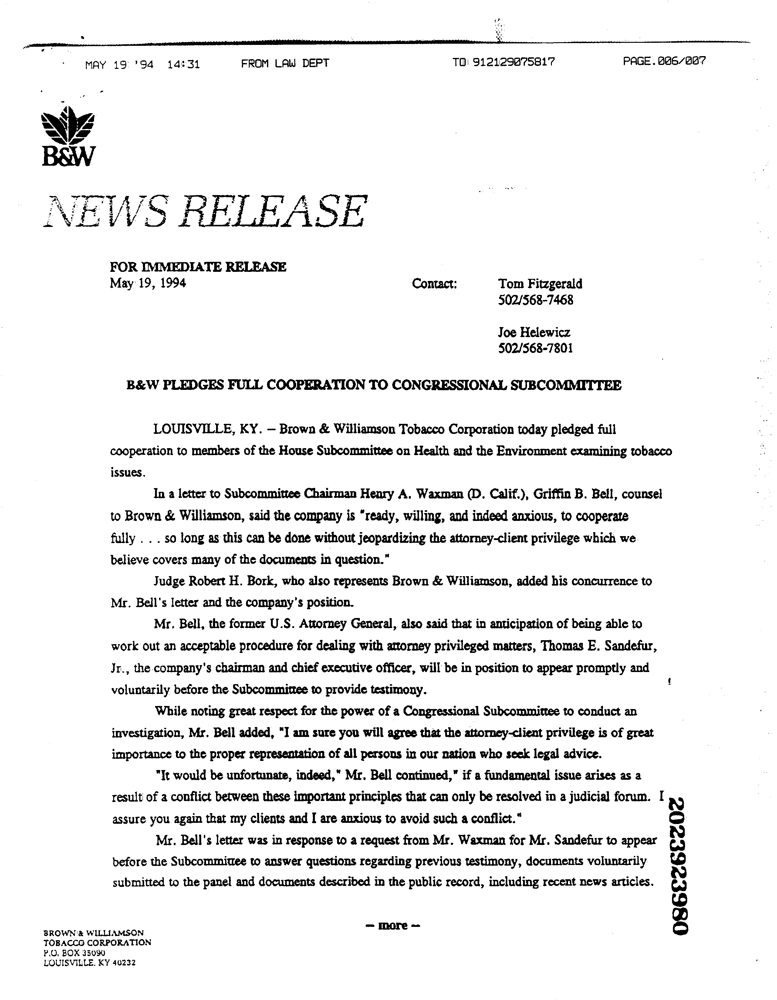 MAY 19 '94 14:31 FROM LAW DEPT TO 912129075817 PAGE.006/007
B&W
NEWS RELEASE
FOR IMMEDIATE RELEASE
May 19, 1994 Contact: Tom Fitzgerald
502/568-7468
Joe Helewicz
502/568-7801
B&W PLEDGES FULL COOPERATION TO CONGRESSIONAL SUBCOMMITTEE
LOUISVILLE, KY. – Brown & Williamson Tobacco Corporation today pledged full
cooperation to members of the House Subcommittee on Health and the Environment examining tobacco
issues.
In a letter to Subcommittee Chairman Henry A. Waxman (D. Calif.), Griffin B. Bell, counsel
to Brown & Williamson, said the company is "ready, willing, and indeed anxious, to cooperate
fully . . . so long as this can be done without jeopardizing the attorney-client privilege which we
believe covers many of the documents in question."
Judge Robert H. Bork, who also represents Brown & Williamson, added his concurrence to
Mr. Bell's letter and the company's position.
Mr. Bell, the former U.S. Attorney General, also said that in anticipation of being able to
work out an acceptable procedure for dealing with attorney privileged matters, Thomas E. Sandefur,
Jr., the company's chairman and chief executive officer, will be in position to appear promptly and
voluntarily before the Subcommittee to provide testimony.
While noting great respect for the power of a Congressional Subcommittee to conduct an
investigation, Mr. Bell added, "I am sure you will agree that the attorney-client privilege is of great
importance to the proper representation of all persons in our nation who seek legal advice.
"It would be unfortunate, indeed," Mr. Bell continued," if a fundamental issue arises as a
result of a conflict between these important principles that can only be resolved in a judicial forum. I
assure you again that my clients and I are anxious to avoid such a conflict."
Mr. Bell's letter was in response to a request from Mr. Waxman for Mr. Sandefur to appear
before the Subcommittee to answer questions regarding previous testimony, documents voluntarily
submitted to the panel and documents described in the public record, including recent news articles.
– more –
BROWN & WILLIAMSON
TOBACCO CORPORATION
P.O. BOX 35090
LOUISVILLE, KY 40232
2023923980